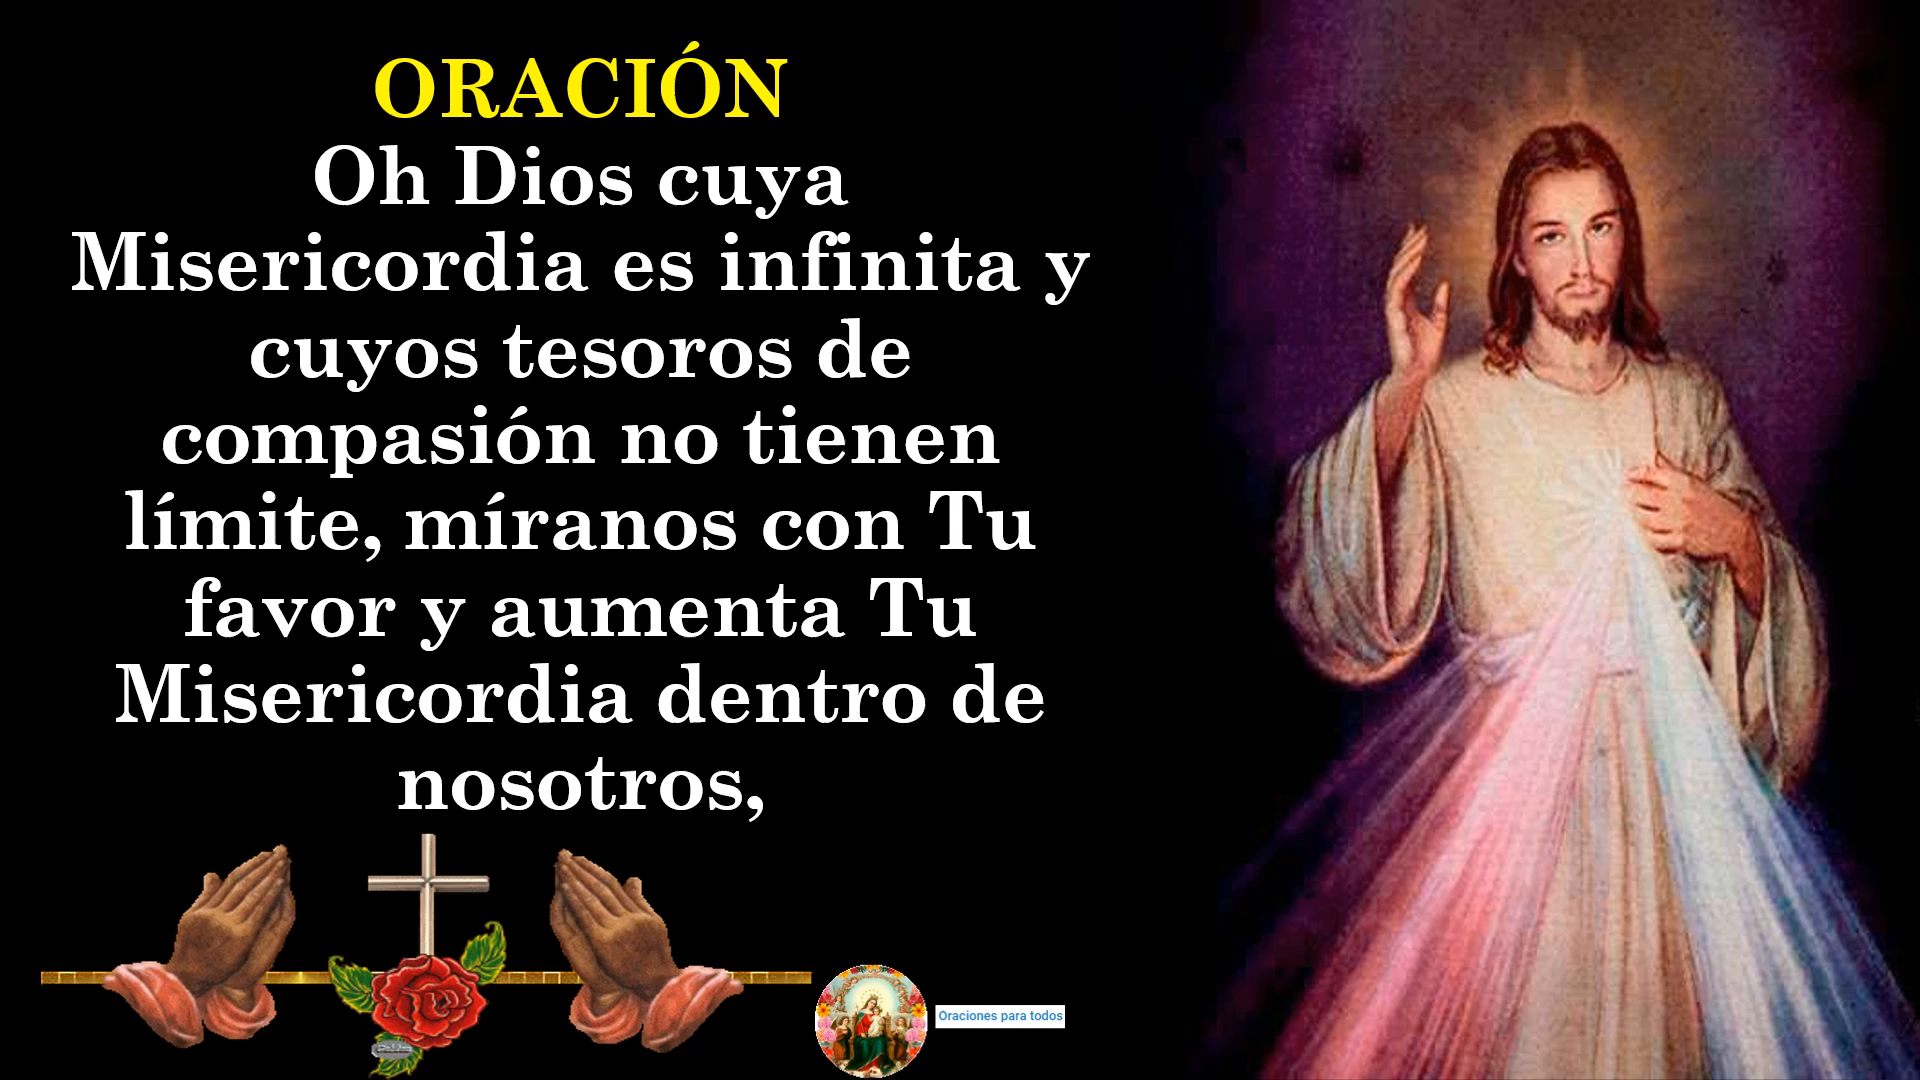 ORACIÓN
Oh Dios cuya
Misericordia es infinita y
cuyos tesoros de
compasión no tienen
límite, míranos con Tu
favor y aumenta Tu
Misericordia dentro de
nosotros,
Oraciones para todos